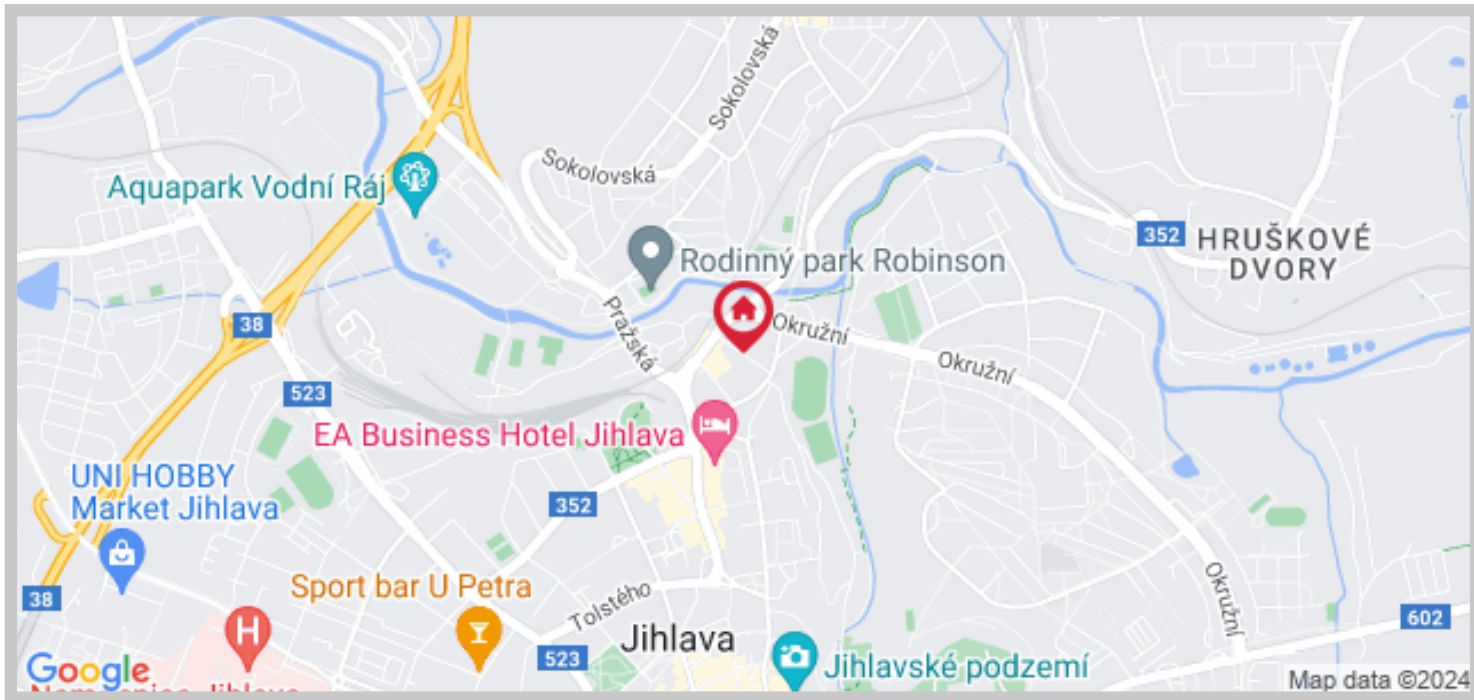 Sokolovská
Sokolovská
Aquapark Vodní Ráj
352
HRUŠKOVÉ
DVORY
Rodinný park Robinson
38
Pražská
Okružní
Okružní
523
EA Business Hotel Jihlava
UNI HOBBY
Market Jihlava
352
38
Sport bar U Petra
Tolstého
Okružní
602
H
523
Jihlava
Jihlavské podzemí
Google
Map data ©2024